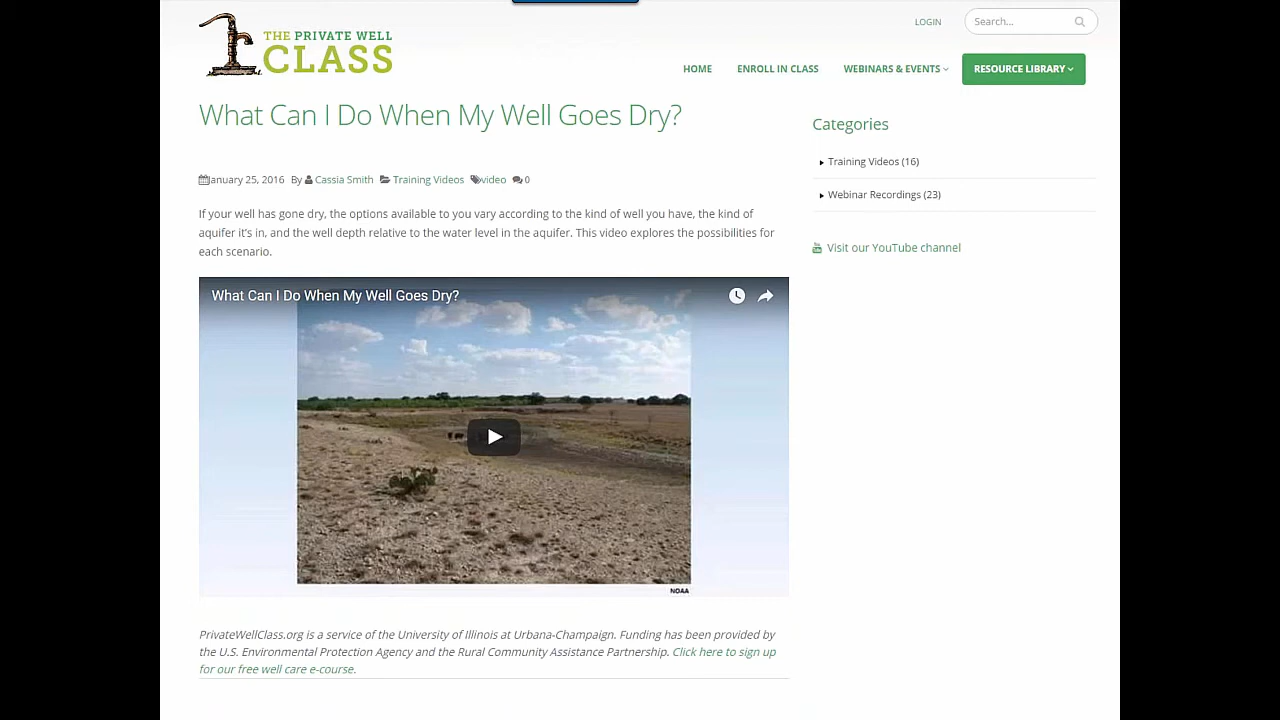 LOGIN
Search...
THE PRIVATE WELL
CLASS
HOME
ENROLL IN CLASS
WEBINARS & EVENTS
RESOURCE LIBRARY
What Can I Do When My Well Goes Dry?
January 25, 2016 By Cassia Smith Training Videos video 0
If your well has gone dry, the options available to you vary according to the kind of well you have, the kind of
aquifer it's in, and the well depth relative to the water level in the aquifer. This video explores the possibilities for
each scenario.
What Can I Do When My Well Goes Dry?
NOAA
PrivateWellClass.org is a service of the University of Illinois at Urbana-Champaign. Funding has been provided by
the U.S. Environmental Protection Agency and the Rural Community Assistance Partnership. Click here to sign up
for our free well care e-course.
Categories
Training Videos (16)
Webinar Recordings (23)
Visit our YouTube channel